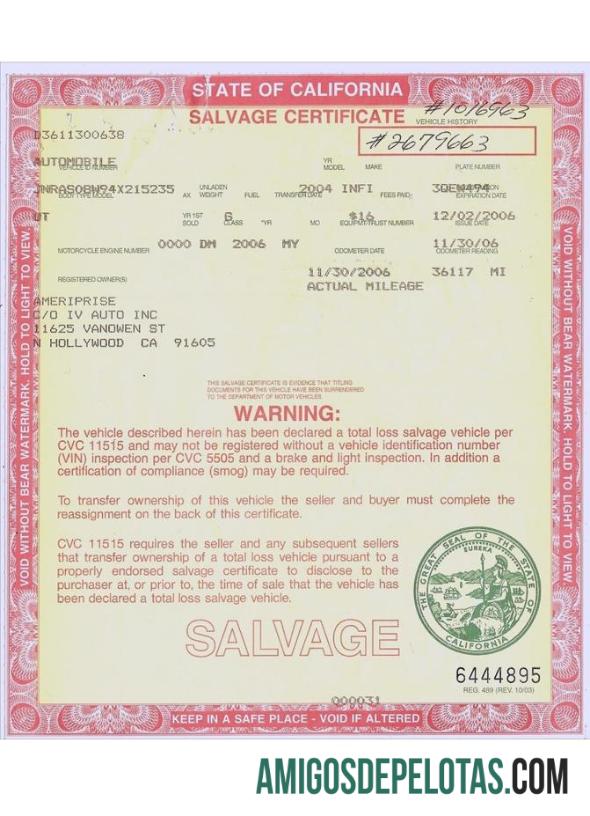 STATE OF CALIFORNIA
SALVAGE CERTIFICATE
#1016963
VEHICLE HISTORY
#2679663
D3611300638
AUTOMOBILE
VEHICLE ID NUMBER
YR MODEL MAKE PLATE NUMBER
JNRAS08W94X215235 2004 INFI 3DEW494
BODY TYPE MODEL AX UNLADEN WEIGHT FUEL TRANSFER DATE FEES PAID EXPIRATION DATE
UT G $16 12/02/2006
YR 1ST SOLD CLASS *YR MO EQUIPMT/TRUST NUMBER ISSUE DATE
0000 DM 2006 MY 11/30/06
MOTORCYCLE ENGINE NUMBER ODOMETER DATE ODOMETER READING
11/30/2006 36117 MI
REGISTERED OWNER(S)
ACTUAL MILEAGE
AMERIPRISE
C/O IV AUTO INC
11625 VANOWEN ST
N HOLLYWOOD CA 91605
THIS SALVAGE CERTIFICATE IS EVIDENCE THAT TITLING
DOCUMENTS FOR THIS VEHICLE HAVE BEEN SURRENDERED
TO THE DEPARTMENT OF MOTOR VEHICLES.
WARNING:
The vehicle described herein has been declared a total loss salvage vehicle per
CVC 11515 and may not be registered without a vehicle identification number
(VIN) inspection per CVC 5505 and a brake and light inspection. In addition a
certification of compliance (smog) may be required.
To transfer ownership of this vehicle the seller and buyer must complete the
reassignment on the back of this certificate.
CVC 11515 requires the seller and any subsequent sellers
that transfer ownership of a total loss vehicle pursuant to a
properly endorsed salvage certificate to disclose to the
purchaser at, or prior to, the time of sale that the vehicle has
been declared a total loss salvage vehicle.
THE GREAT SEAL OF THE STATE OF CALIFORNIA
EUREKA
SALVAGE
6444895
REG. 489 (REV. 10/03)
000031
KEEP IN A SAFE PLACE - VOID IF ALTERED
VOID WITHOUT BEAR WATERMARK. HOLD TO LIGHT TO VIEW
VOID WITHOUT BEAR WATERMARK. HOLD TO LIGHT TO VIEW
AMIGOSDEPELOTAS.COM